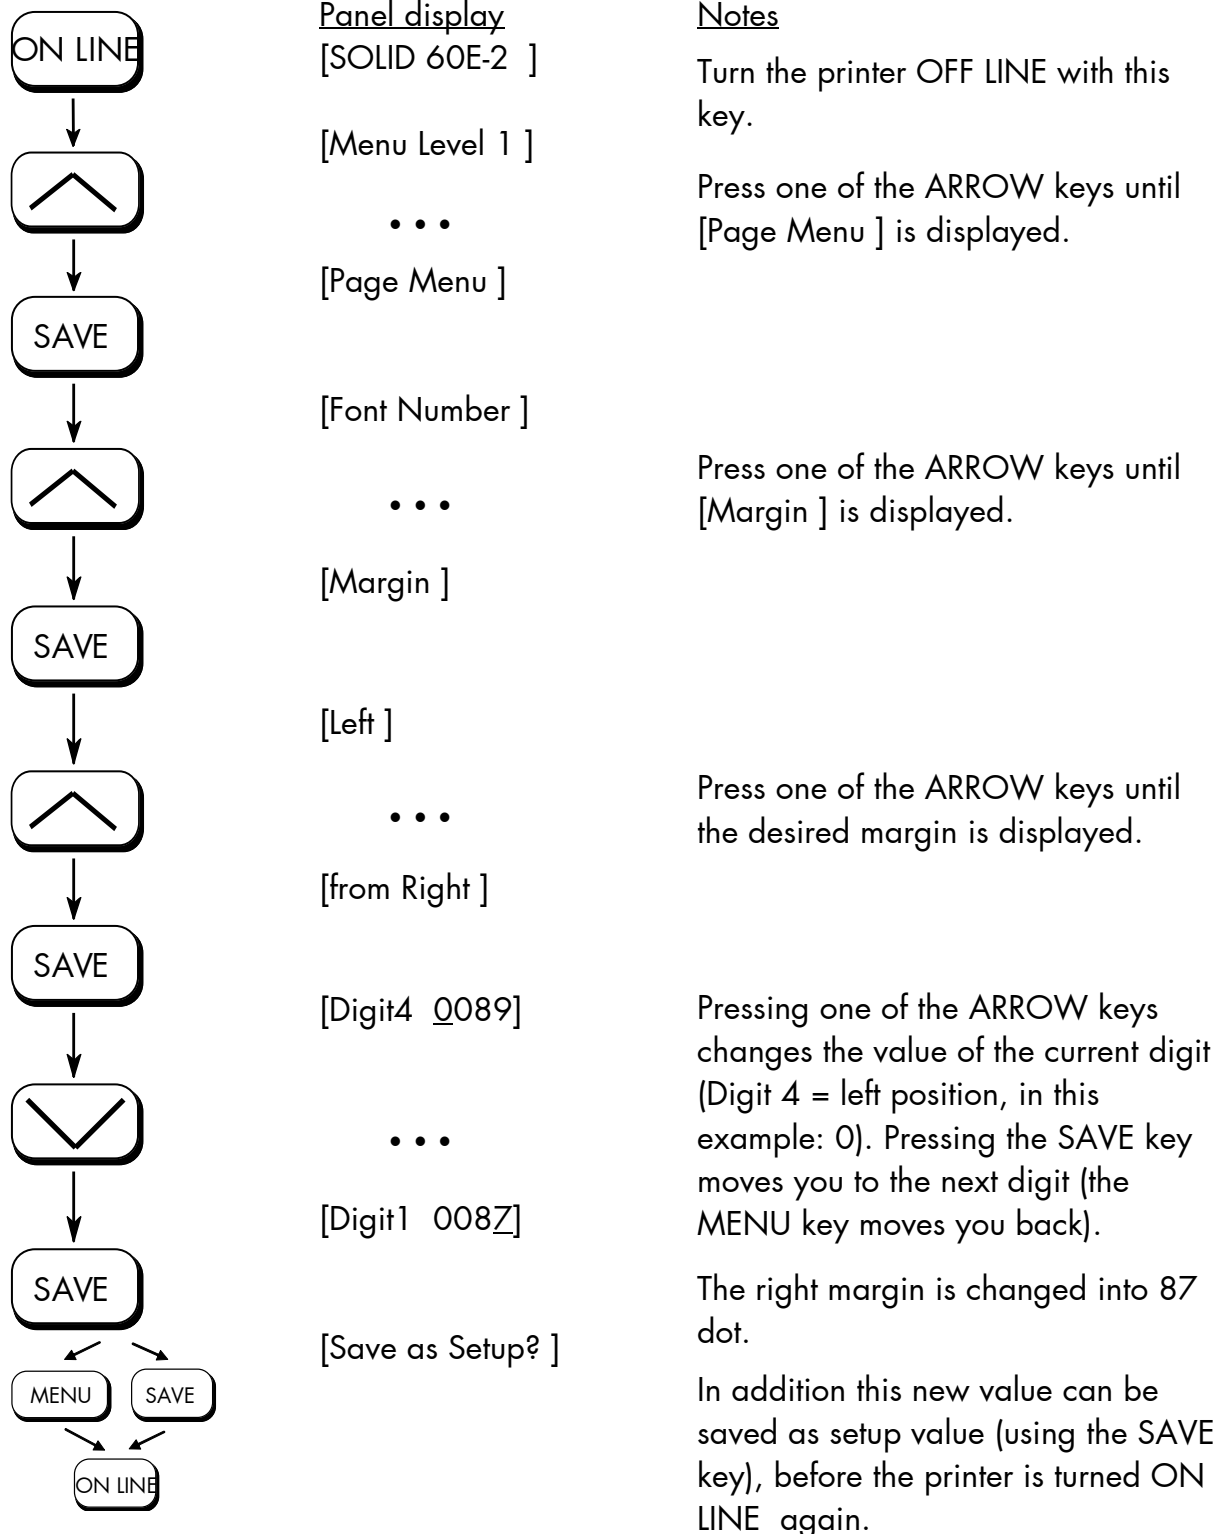 ON LINE
Panel display
Notes
[SOLID 60E-2 ]
Turn the printer OFF LINE with this
key.
[Menu Level 1 ]
Press one of the ARROW keys until
[Page Menu ] is displayed.
• • •
[Page Menu ]
SAVE
[Font Number ]
Press one of the ARROW keys until
[Margin ] is displayed.
• • •
[Margin ]
SAVE
[Left ]
Press one of the ARROW keys until
the desired margin is displayed.
• • •
[from Right ]
SAVE
[Digit4 0089]
Pressing one of the ARROW keys
changes the value of the current digit
(Digit 4 = left position, in this
example: 0). Pressing the SAVE key
moves you to the next digit (the
MENU key moves you back).
• • •
[Digit1 0087]
SAVE
The right margin is changed into 87
dot.
[Save as Setup? ]
MENU
SAVE
In addition this new value can be
saved as setup value (using the SAVE
key), before the printer is turned ON
LINE again.
ON LINE